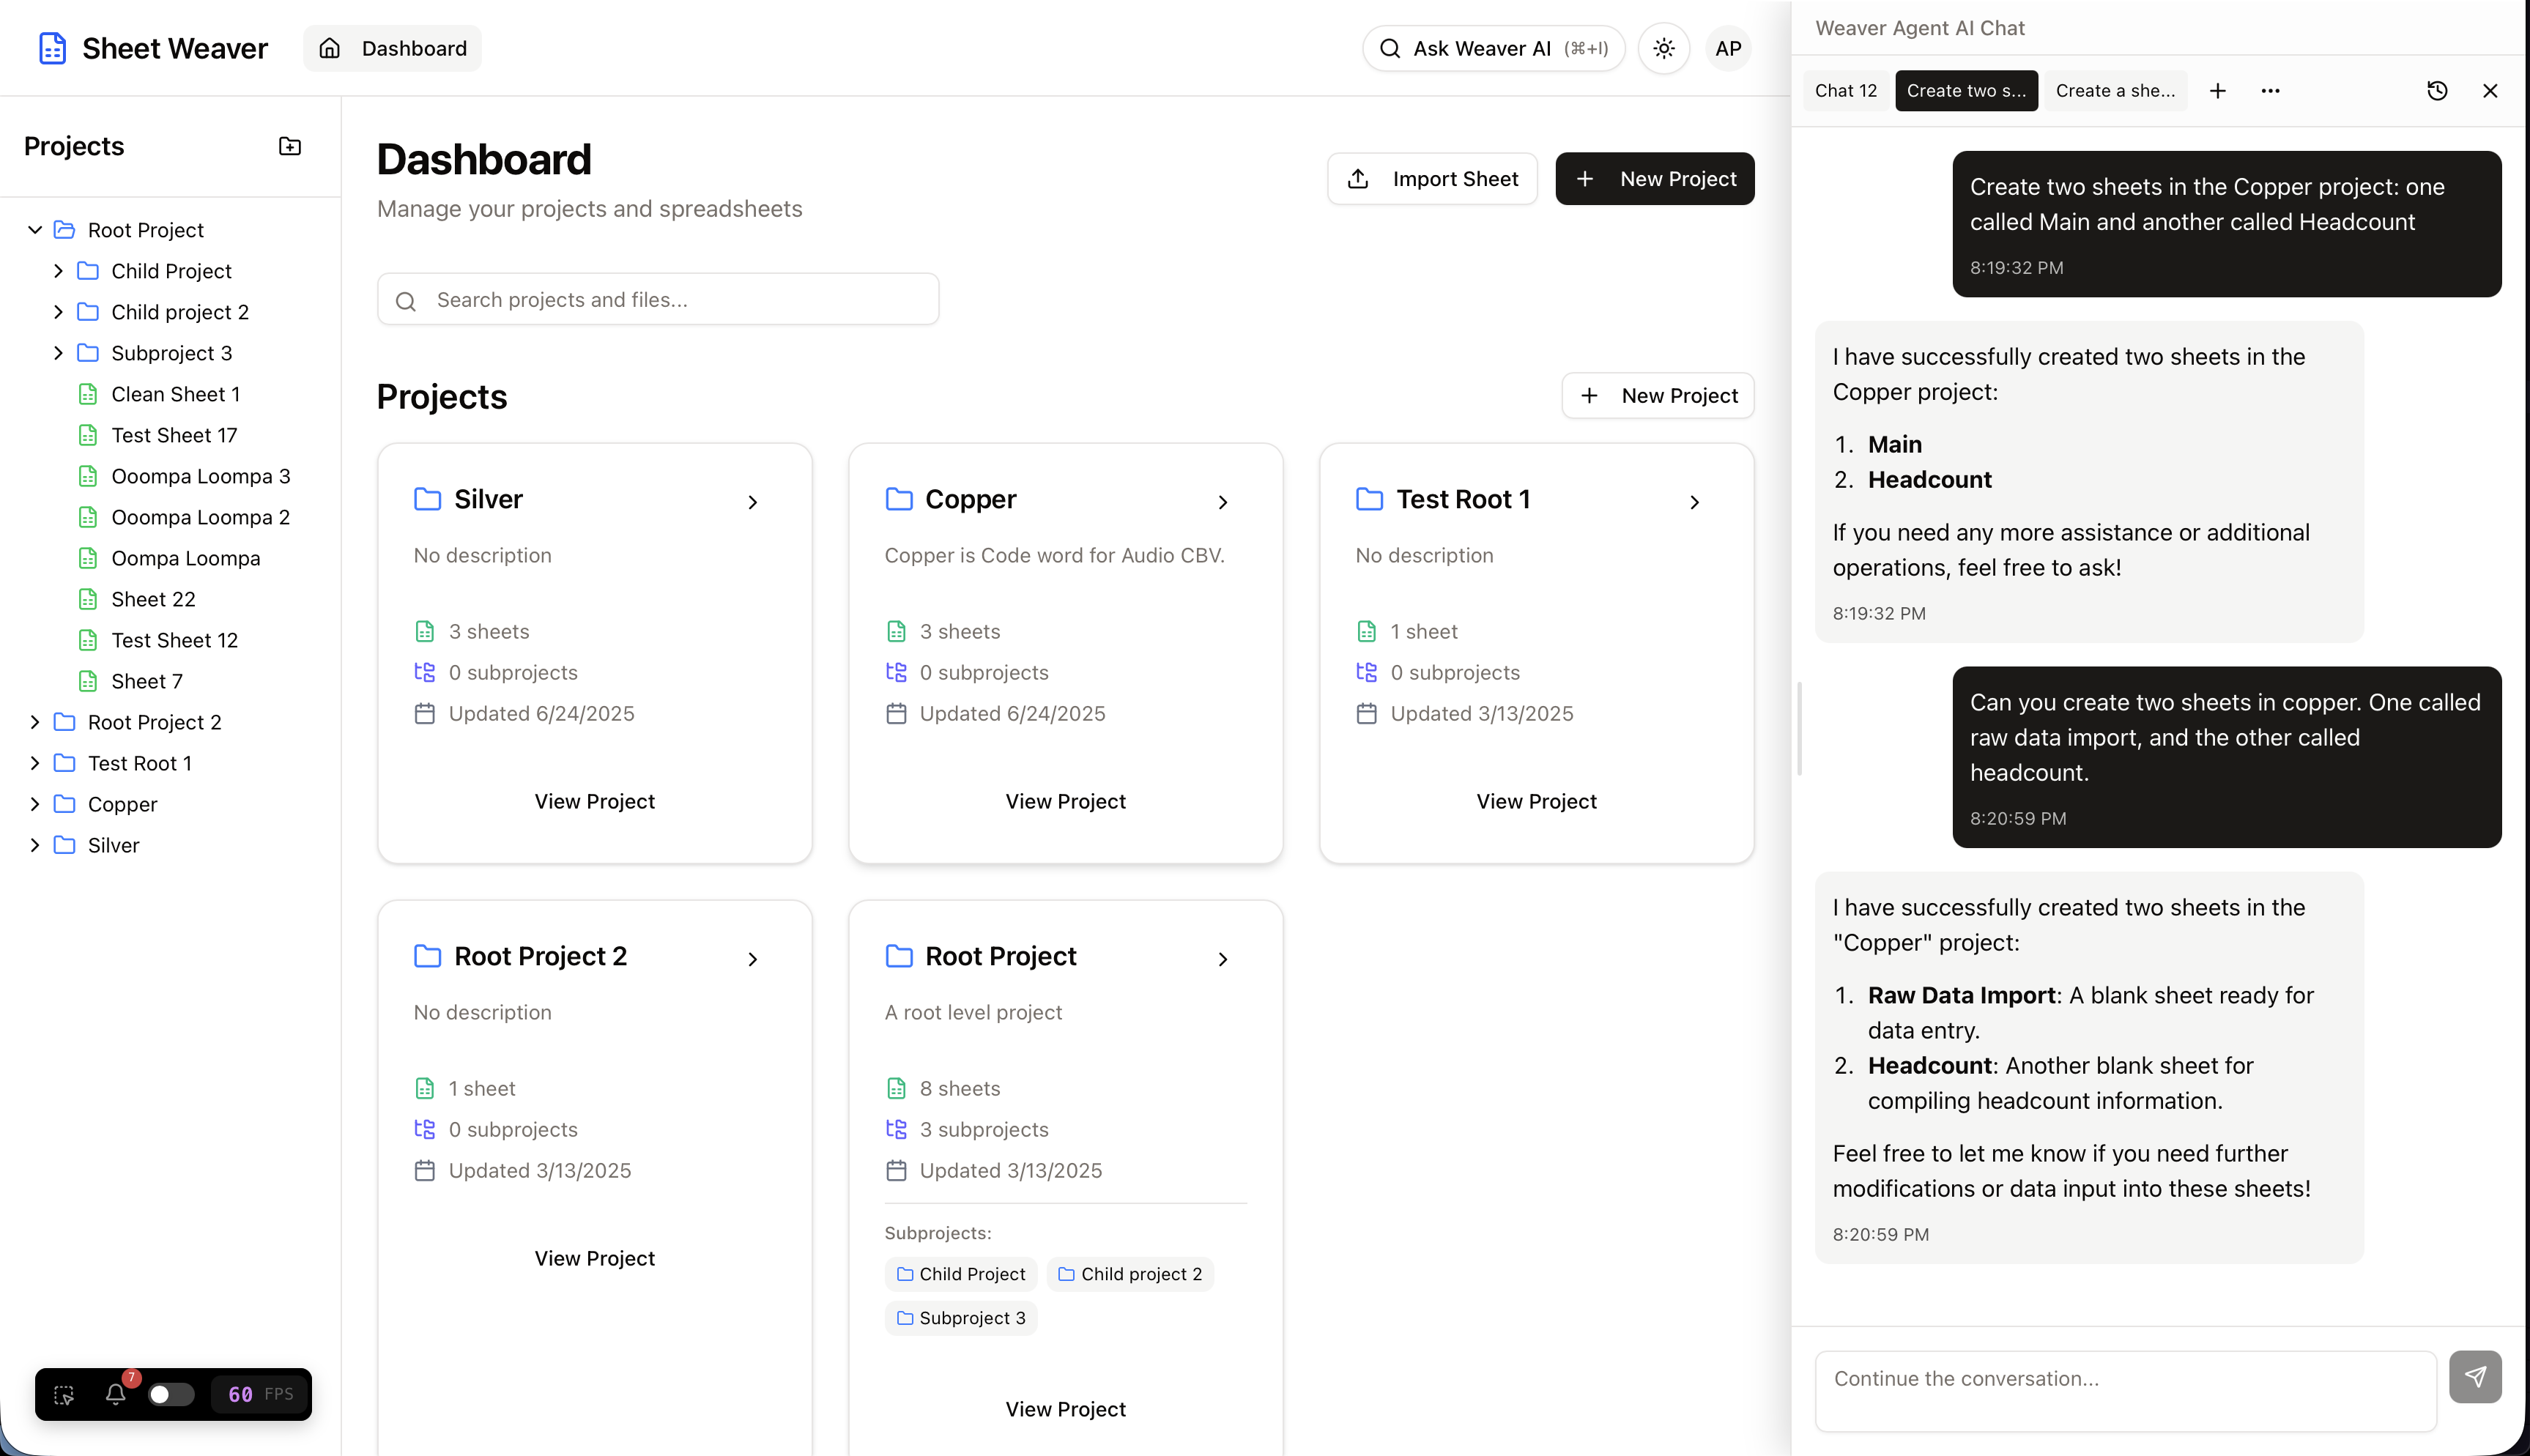 Sheet Weaver
Dashboard
Ask Weaver AI (⌘+I)
AP
Projects
Root Project
Child Project
Child project 2
Subproject 3
Clean Sheet 1
Test Sheet 17
Ooompa Loompa 3
Ooompa Loompa 2
Oompa Loompa
Sheet 22
Test Sheet 12
Sheet 7
Root Project 2
Test Root 1
Copper
Silver
7
60 FPS
Dashboard
Manage your projects and spreadsheets
Import Sheet
New Project
Search projects and files...
Projects
New Project
Silver
No description
3 sheets
0 subprojects
Updated 6/24/2025
View Project
Copper
Copper is Code word for Audio CBV.
3 sheets
0 subprojects
Updated 6/24/2025
View Project
Test Root 1
No description
1 sheet
0 subprojects
Updated 3/13/2025
View Project
Root Project 2
No description
1 sheet
0 subprojects
Updated 3/13/2025
View Project
Root Project
A root level project
8 sheets
3 subprojects
Updated 3/13/2025
Subprojects:
Child Project
Child project 2
Subproject 3
View Project
Weaver Agent AI Chat
Chat 12
Create two s...
Create a she...
Create two sheets in the Copper project: one
called Main and another called Headcount
8:19:32 PM
I have successfully created two sheets in the
Copper project:
1. Main
2. Headcount
If you need any more assistance or additional
operations, feel free to ask!
8:19:32 PM
Can you create two sheets in copper. One called
raw data import, and the other called
headcount.
8:20:59 PM
I have successfully created two sheets in the
"Copper" project:
1. Raw Data Import: A blank sheet ready for
data entry.
2. Headcount: Another blank sheet for
compiling headcount information.
Feel free to let me know if you need further
modifications or data input into these sheets!
8:20:59 PM
Continue the conversation...